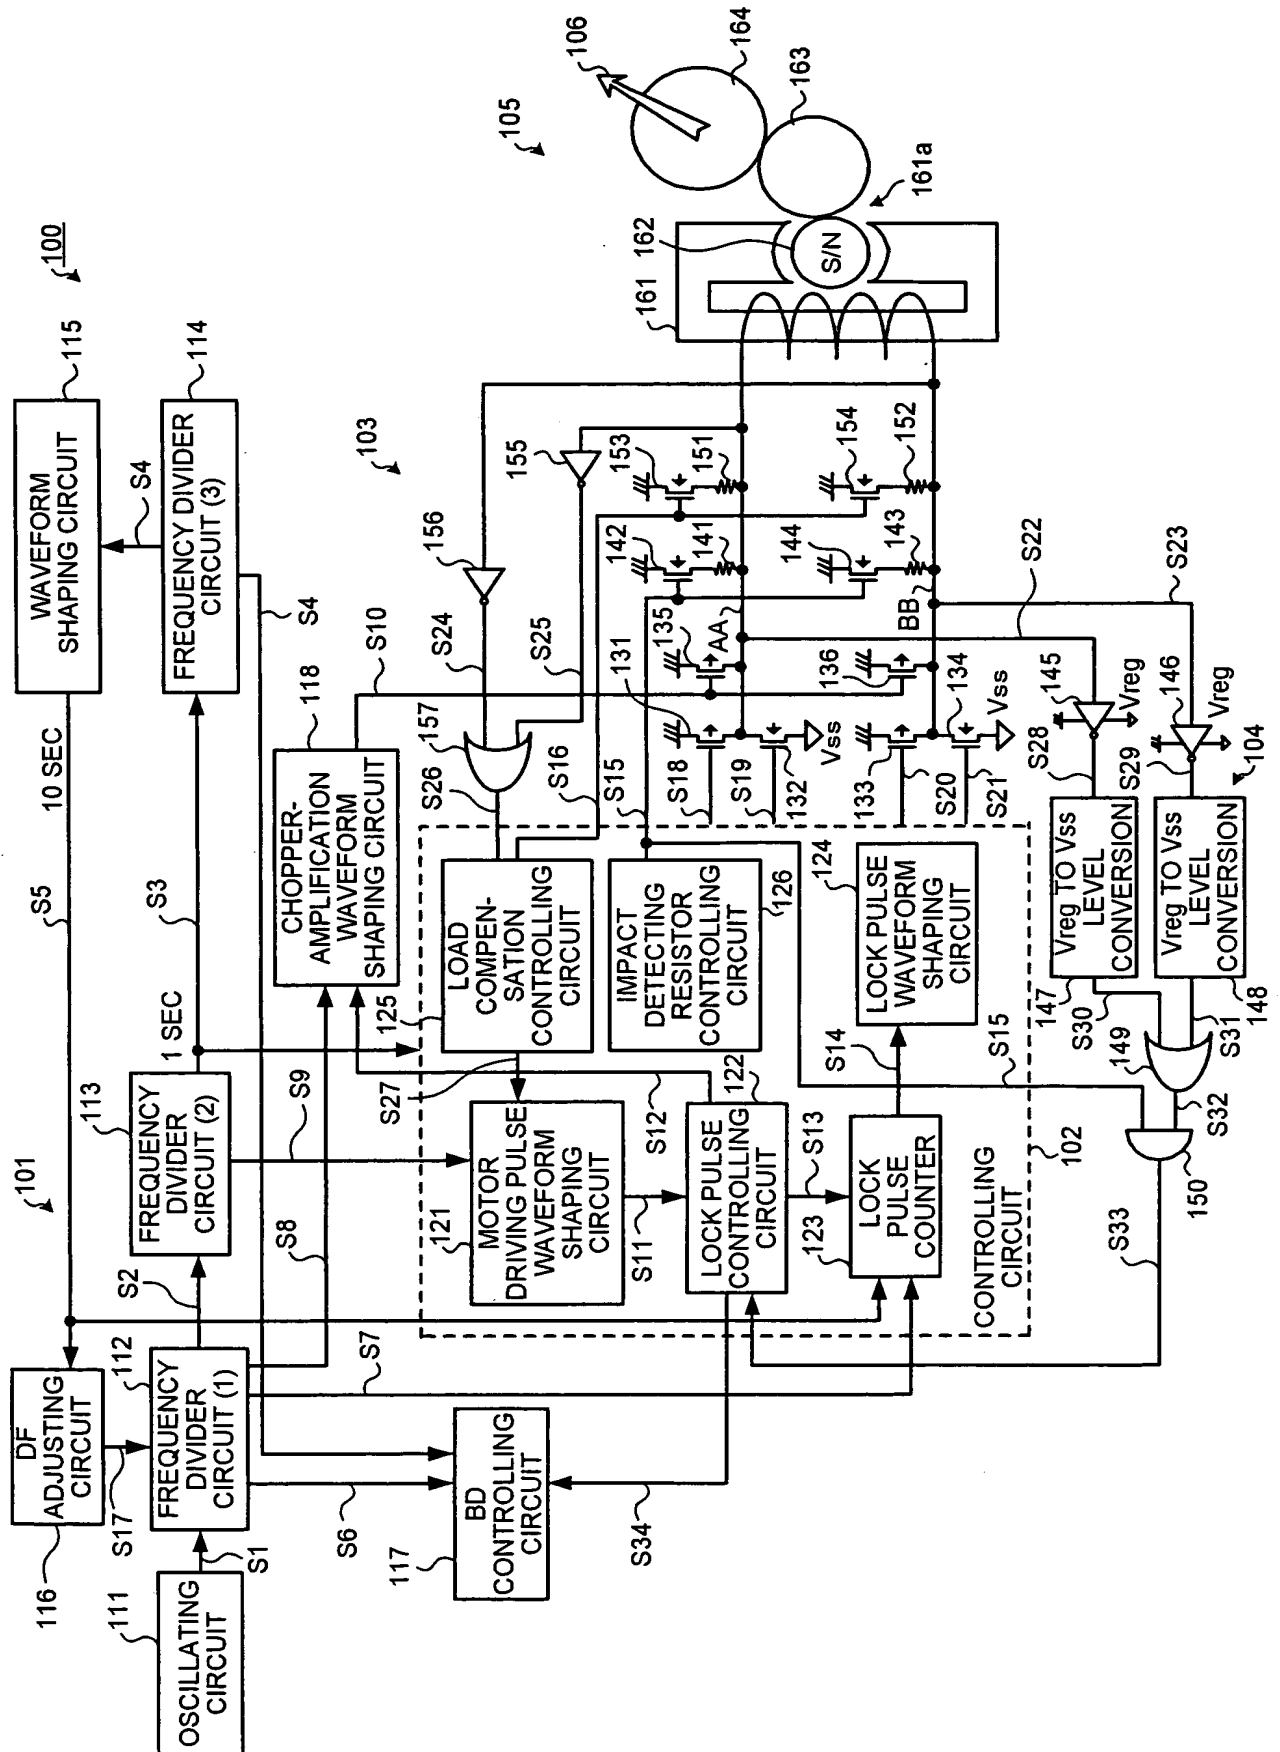 100
101
OSCILLATING
CIRCUIT
111
S1
DF
ADJUSTING
CIRCUIT
116
S17
FREQUENCY
DIVIDER
CIRCUIT (1)
112
S2
FREQUENCY
DIVIDER
CIRCUIT (2)
113
1 SEC
S3
FREQUENCY DIVIDER
CIRCUIT (3)
114
S4
WAVEFORM
SHAPING CIRCUIT
115
10 SEC
S5
S4
S6
S7
S8
S9
BD
CONTROLLING
CIRCUIT
117
S34
CHOPPER-
AMPLIFICATION
WAVEFORM
SHAPING CIRCUIT
118
S10
MOTOR
DRIVING PULSE
WAVEFORM
SHAPING
CIRCUIT
121
S11
LOCK PULSE
CONTROLLING
CIRCUIT
122
S12
S13
LOCK
PULSE
COUNTER
123
S14
LOCK PULSE
WAVEFORM
SHAPING
CIRCUIT
124
LOAD
COMPEN-
SATION
CONTROLLING
CIRCUIT
125
S27
IMPACT
DETECTING
RESISTOR
CONTROLLING
CIRCUIT
126
S15
CONTROLLING
CIRCUIT
102
103
156
155
S24
S25
157
S26
S16
S15
S18
S19
S20
S21
131
132
Vss
133
134
Vss
135
136
AA
BB
142
141
144
143
153
151
154
152
S22
S23
145
Vreg
146
Vreg
S28
S29
104
Vreg TO Vss
LEVEL
CONVERSION
147
Vreg TO Vss
LEVEL
CONVERSION
148
S30
S31
149
S32
150
S33
105
106
164
163
161a
161
162
S/N